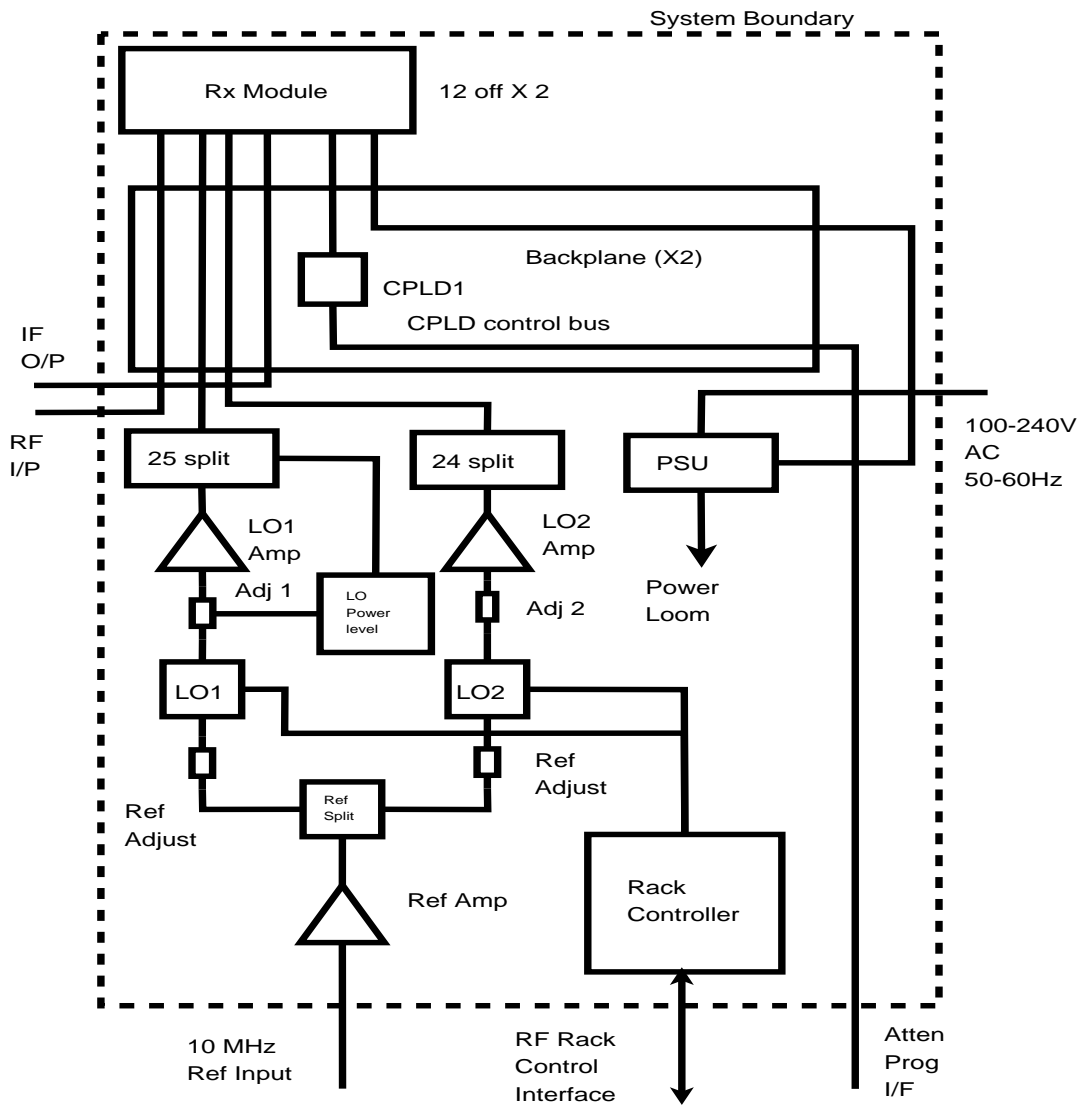 System Boundary
Rx Module
12 off X 2
Backplane (X2)
CPLD1
CPLD control bus
IF
O/P
RF
I/P
100-240V
AC
50-60Hz
25 split
24 split
PSU
LO1
Amp
LO2
Amp
Adj 1
LO
Power
level
Adj 2
Power
Loom
LO1
LO2
Ref
Adjust
Ref
Split
Ref
Adjust
Ref Amp
Rack
Controller
10 MHz
Ref Input
RF Rack
Control
Interface
Atten
Prog
I/F